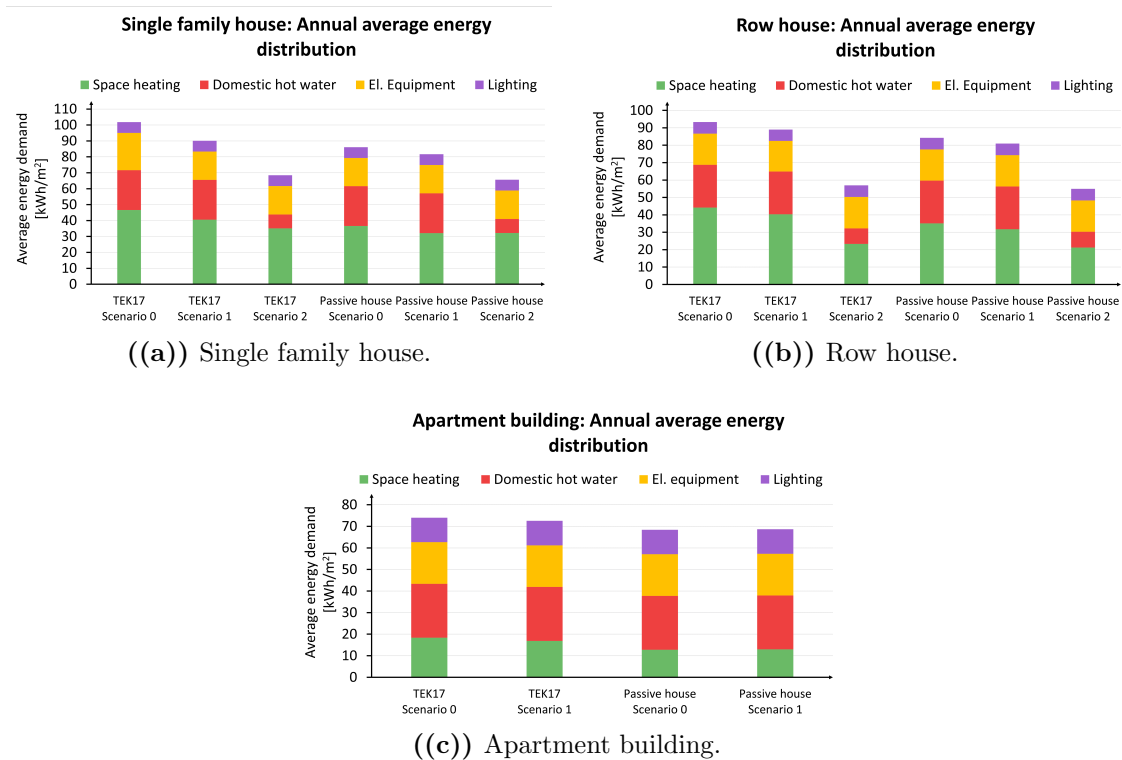 Single family house: Annual average energy
distribution
Space heating Domestic hot water El. Equipment Lighting
Average energy demand
[kWh/m²]
110
100
90
80
70
60
50
40
30
20
10
0
TEK17 TEK17 TEK17 Passive house Passive house Passive house
Scenario 0 Scenario 1 Scenario 2 Scenario 0 Scenario 1 Scenario 2
((a)) Single family house.
Row house: Annual average energy
distribution
Space heating Domestic hot water El. Equipment Lighting
Average energy demand
[kWh/m²]
100
90
80
70
60
50
40
30
20
10
0
TEK17 TEK17 TEK17 Passive house Passive house Passive house
Scenario 0 Scenario 1 Scenario 2 Scenario 0 Scenario 1 Scenario 2
((b)) Row house.
Apartment building: Annual average energy
distribution
Space heating Domestic hot water El. equipment Lighting
Average energy demand
[kWh/m²]
80
70
60
50
40
30
20
10
0
TEK17 TEK17 Passive house Passive house
Scenario 0 Scenario 1 Scenario 0 Scenario 1
((c)) Apartment building.